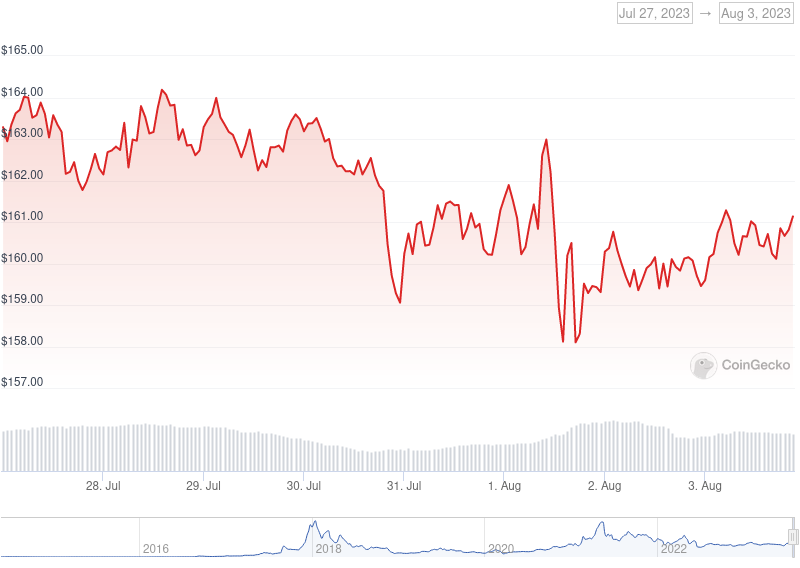 Jul 27, 2023 → Aug 3, 2023
$165.00
$164.00
$163.00
$162.00
$161.00
$160.00
$159.00
$158.00
CoinGecko
$157.00
28. Jul 29. Jul 30. Jul 31. Jul 1. Aug 2. Aug 3. Aug
2016 2018 2020 2022